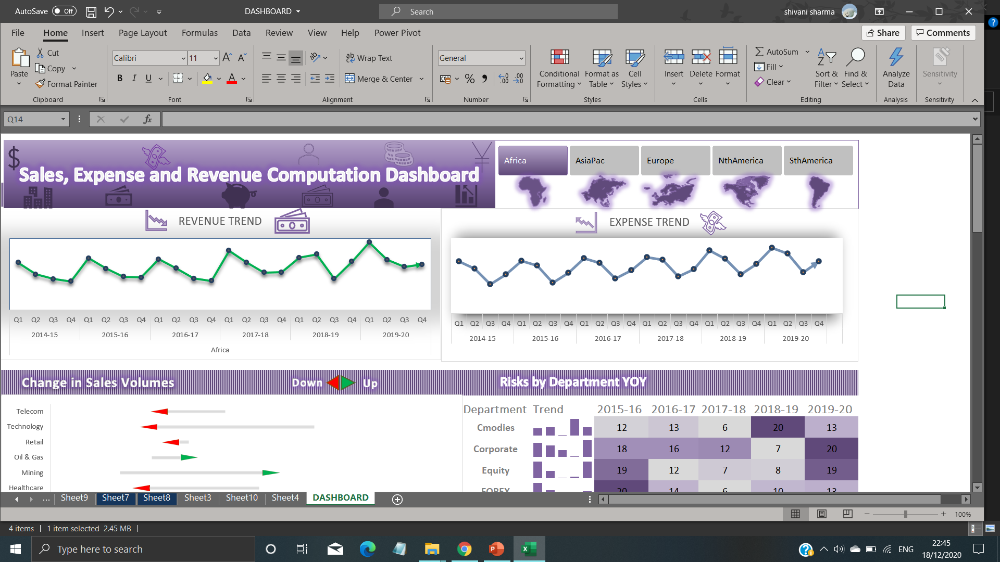 AutoSave Off DASHBOARD Search shivani sharma
File Home Insert Page Layout Formulas Data Review View Help Power Pivot Share Comments
Paste Cut Copy Format Painter Clipboard
Calibri 11 B I U A Font
Wrap Text Merge & Center Alignment
General % Number
Conditional Formatting Format as Table Cell Styles Styles
Insert Delete Format Cells
AutoSum Fill Clear Sort & Filter Find & Select Editing
Analyze Data Analysis
Sensitivity Sensitivity
Q14 fx
Sales, Expense and Revenue Computation Dashboard
Africa AsiaPac Europe NthAmerica SthAmerica
REVENUE TREND
Q1 Q2 Q3 Q4 Q1 Q2 Q3 Q4 Q1 Q2 Q3 Q4 Q1 Q2 Q3 Q4 Q1 Q2 Q3 Q4 Q1 Q2 Q3 Q4
2014-15 2015-16 2016-17 2017-18 2018-19 2019-20
Africa
EXPENSE TREND
Q1 Q2 Q3 Q4 Q1 Q2 Q3 Q4 Q1 Q2 Q3 Q4 Q1 Q2 Q3 Q4 Q1 Q2 Q3 Q4 Q1 Q2 Q3 Q4
2014-15 2015-16 2016-17 2017-18 2018-19 2019-20
Change in Sales Volumes Down Up
Telecom
Technology
Retail
Oil & Gas
Mining
Healthcare
Risks by Department YOY
Department Trend 2015-16 2016-17 2017-18 2018-19 2019-20
Cmodies 12 13 6 20 13
Corporate 18 16 12 7 20
Equity 19 12 7 8 19
FOREX 20 14 6 10 13
... Sheet9 Sheet7 Sheet8 Sheet3 Sheet10 Sheet4 DASHBOARD
100%
4 items 1 item selected 2.45 MB
Type here to search
ENG 22:45
18/12/2020